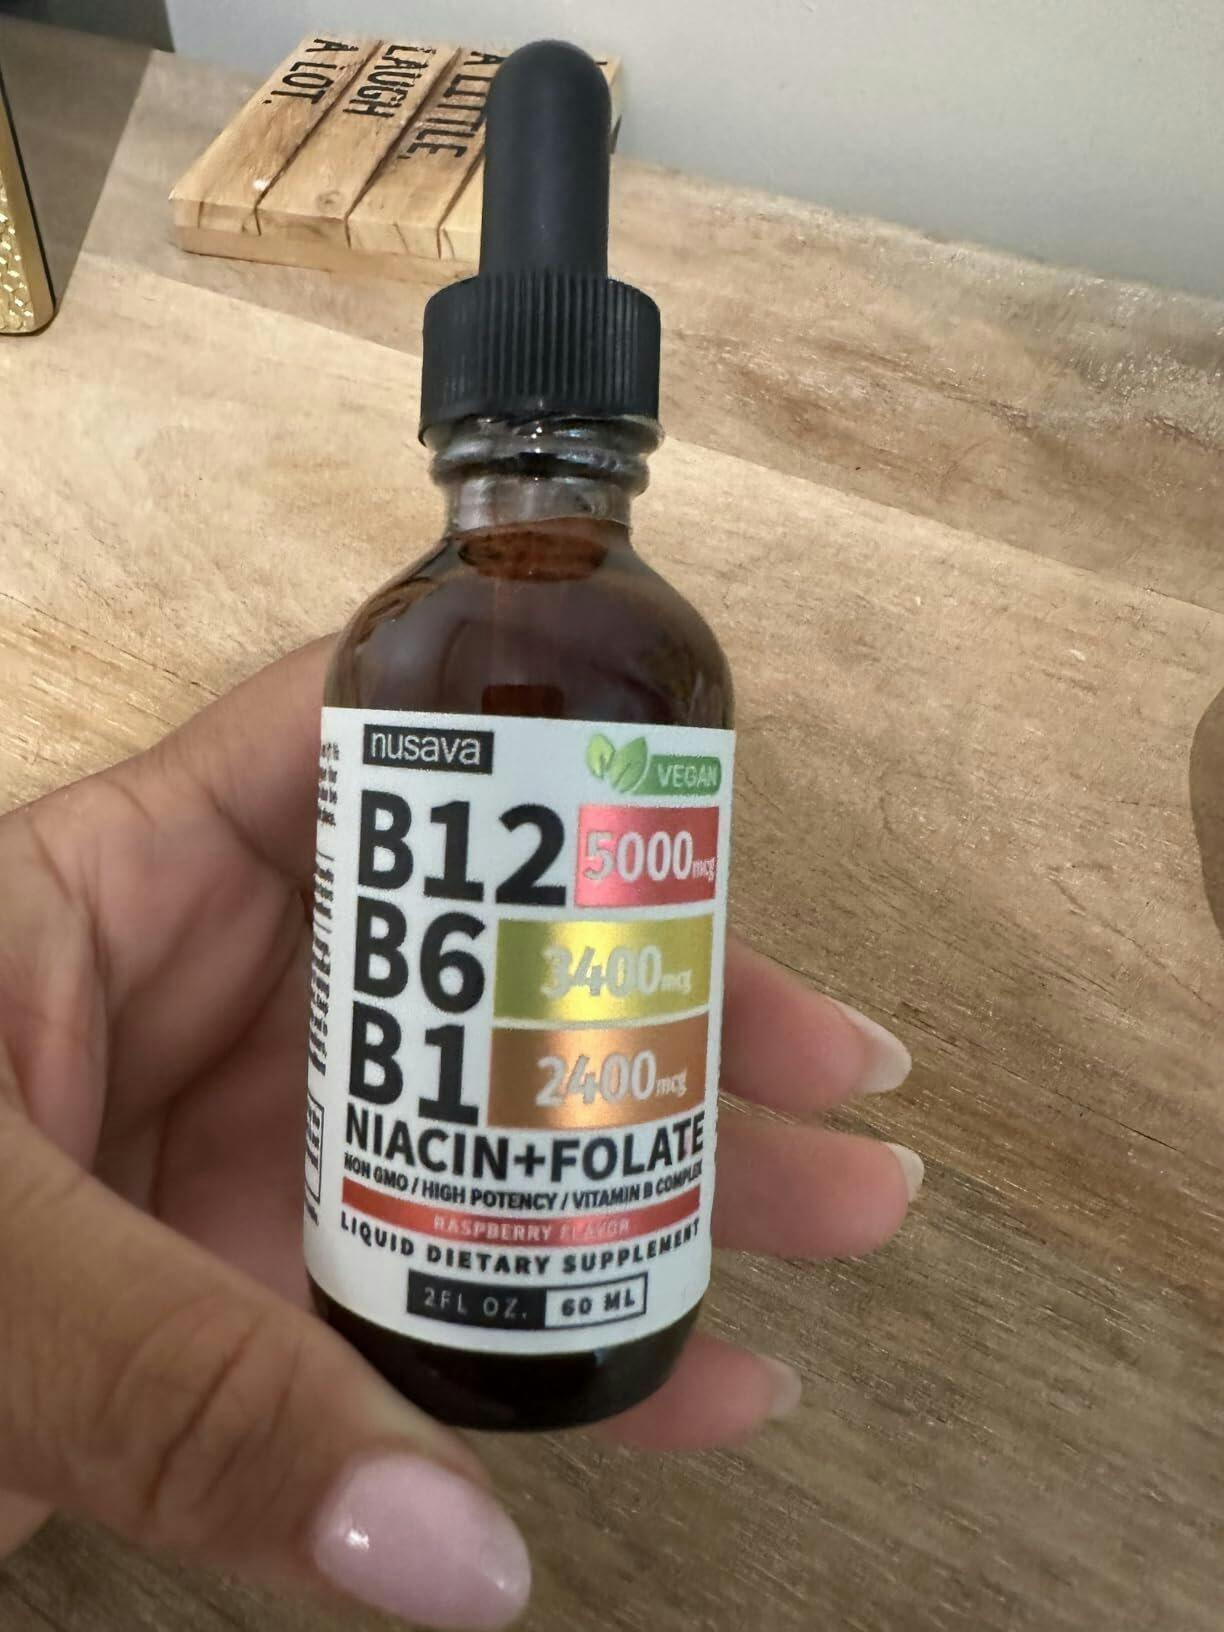 A LITTLE,
LAUGH
A LOT.
nusava
VEGAN
B12 5000mcg
B6 3400mcg
B1 2400mcg
NIACIN+FOLATE
NON GMO / HIGH POTENCY / VITAMIN B COMPLEX
RASPBERRY FLAVOR
LIQUID DIETARY SUPPLEMENT
2FL OZ. 60 ML